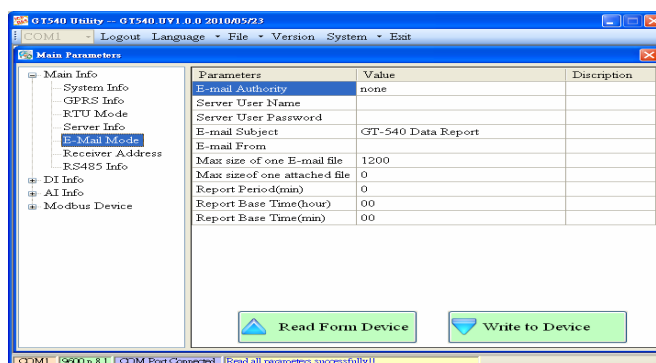 GT540 Utility -- GT540.UV1.0.0 2010/05/23
COM1 Logout Language File Version System Exit
Main Parameters
Main Info
System Info
GPRS Info
RTU Mode
Server Info
E-Mail Mode
Receiver Address
RS485 Info
DI Info
AI Info
Modbus Device
Parameters Value Discription
E-mail Authority none
Server User Name
Server User Password
E-mail Subject GT-540 Data Report
E-mail From
Max size of one E-mail file 1200
Max sizeof one attached file 0
Report Period(min) 0
Report Base Time(hour) 00
Report Base Time(min) 00
Read Form Device Write to Device
COM1 9600,n,8,1 COM Port Connected Read all parameters successfully!!